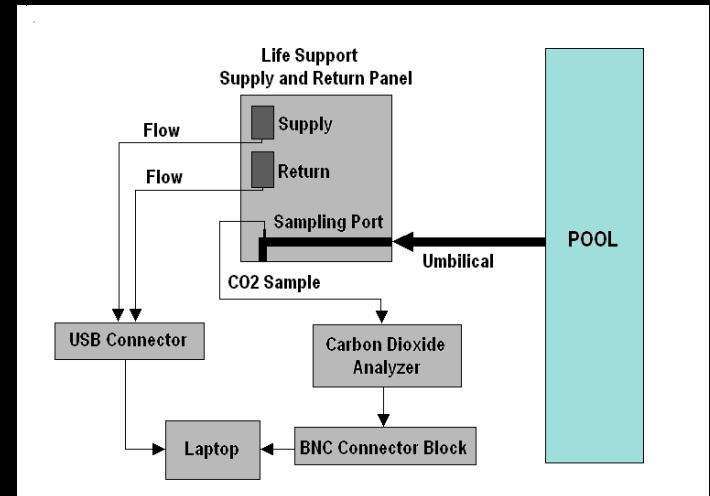 Life Support
Supply and Return Panel
Flow
Supply
Flow
Return
Sampling Port
POOL
Umbilical
CO2 Sample
USB Connector
Carbon Dioxide
Analyzer
Laptop
BNC Connector Block